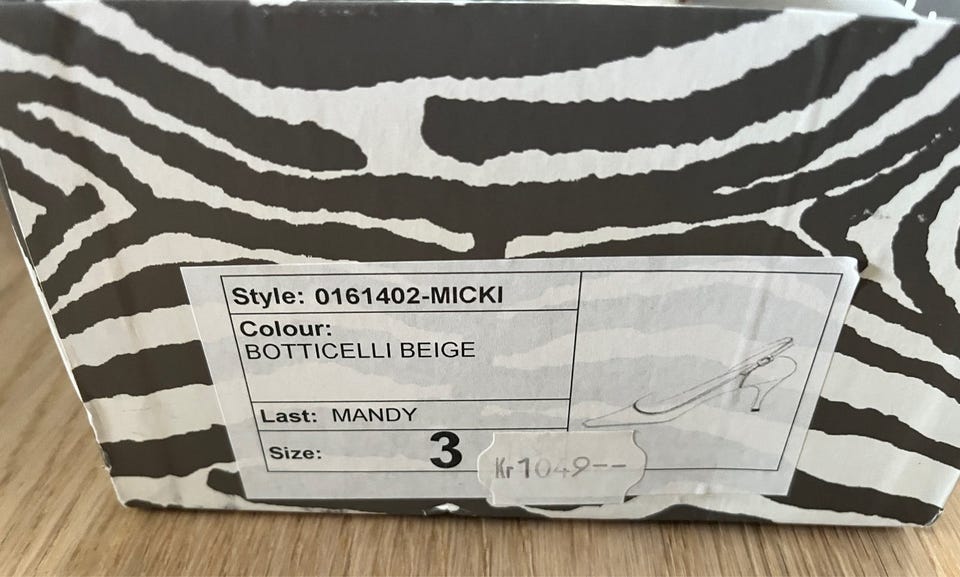 Style: 0161402-MICKI
Colour:
BOTTICELLI BEIGE
Last: MANDY
Size: 3
Kr 1049--